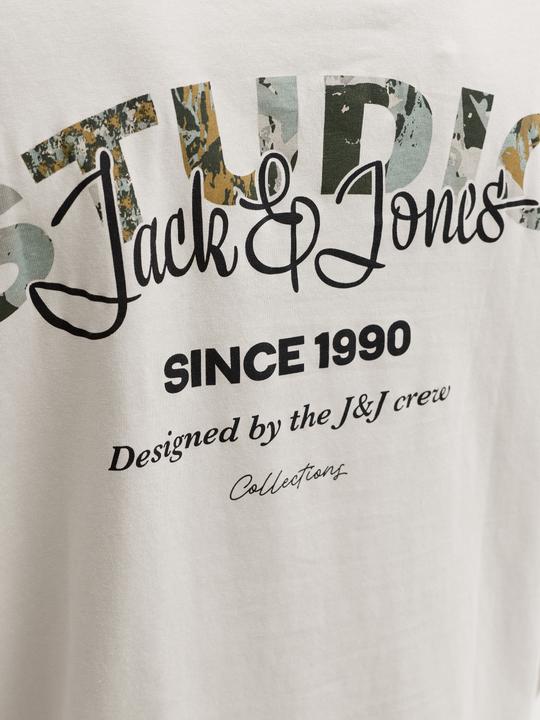 STUDIO
Jack & Jones
SINCE 1990
Designed by the J&J crew
Collections